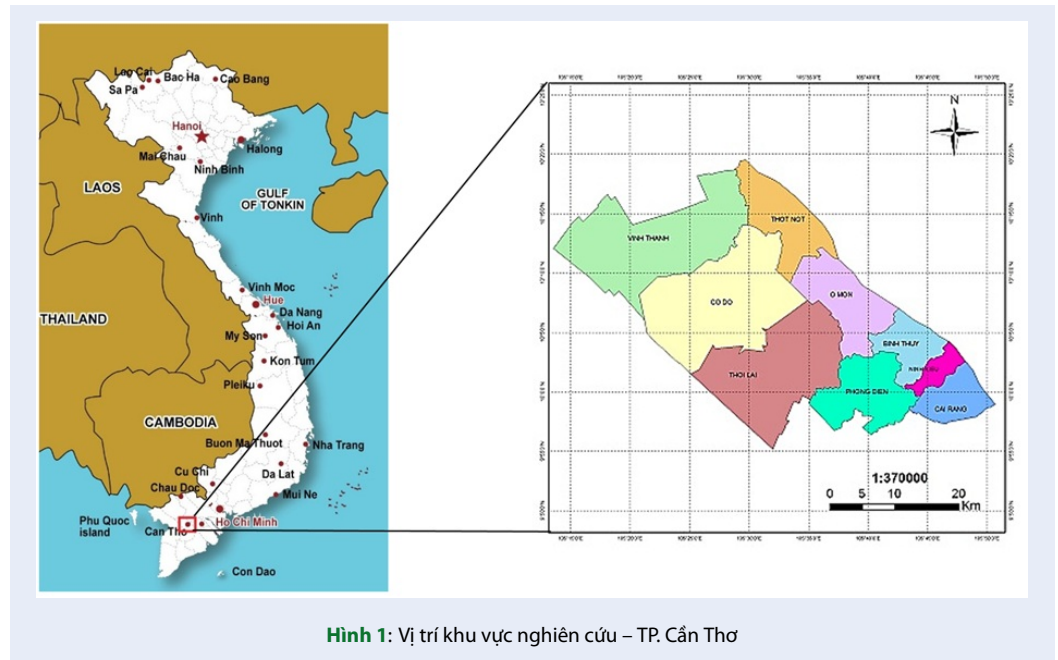 Lao Cai
Bao Ha
Cao Bang
Sa Pa
Hanoi
Halong
Mai Chau
Ninh Binh
LAOS
GULF
OF TONKIN
Vinh
Vinh Moc
Hue
Da Nang
Hoi An
THAILAND
My Son
Kon Tum
Pleiku
CAMBODIA
Buon Ma Thuot
Nha Trang
Cu Chi
Da Lat
Chau Doc
Mui Ne
Phu Quoc
island
Ho Chi Minh
Can Tho
Con Dao
N
THOT NOT
VINH THANH
O MON
CO DO
BINH THUY
THOI LAI
PHONG DIEN
CAI RANG
1:370000
0 5 10 20
Km
Hình 1: Vị trí khu vực nghiên cứu – TP. Cần Thơ